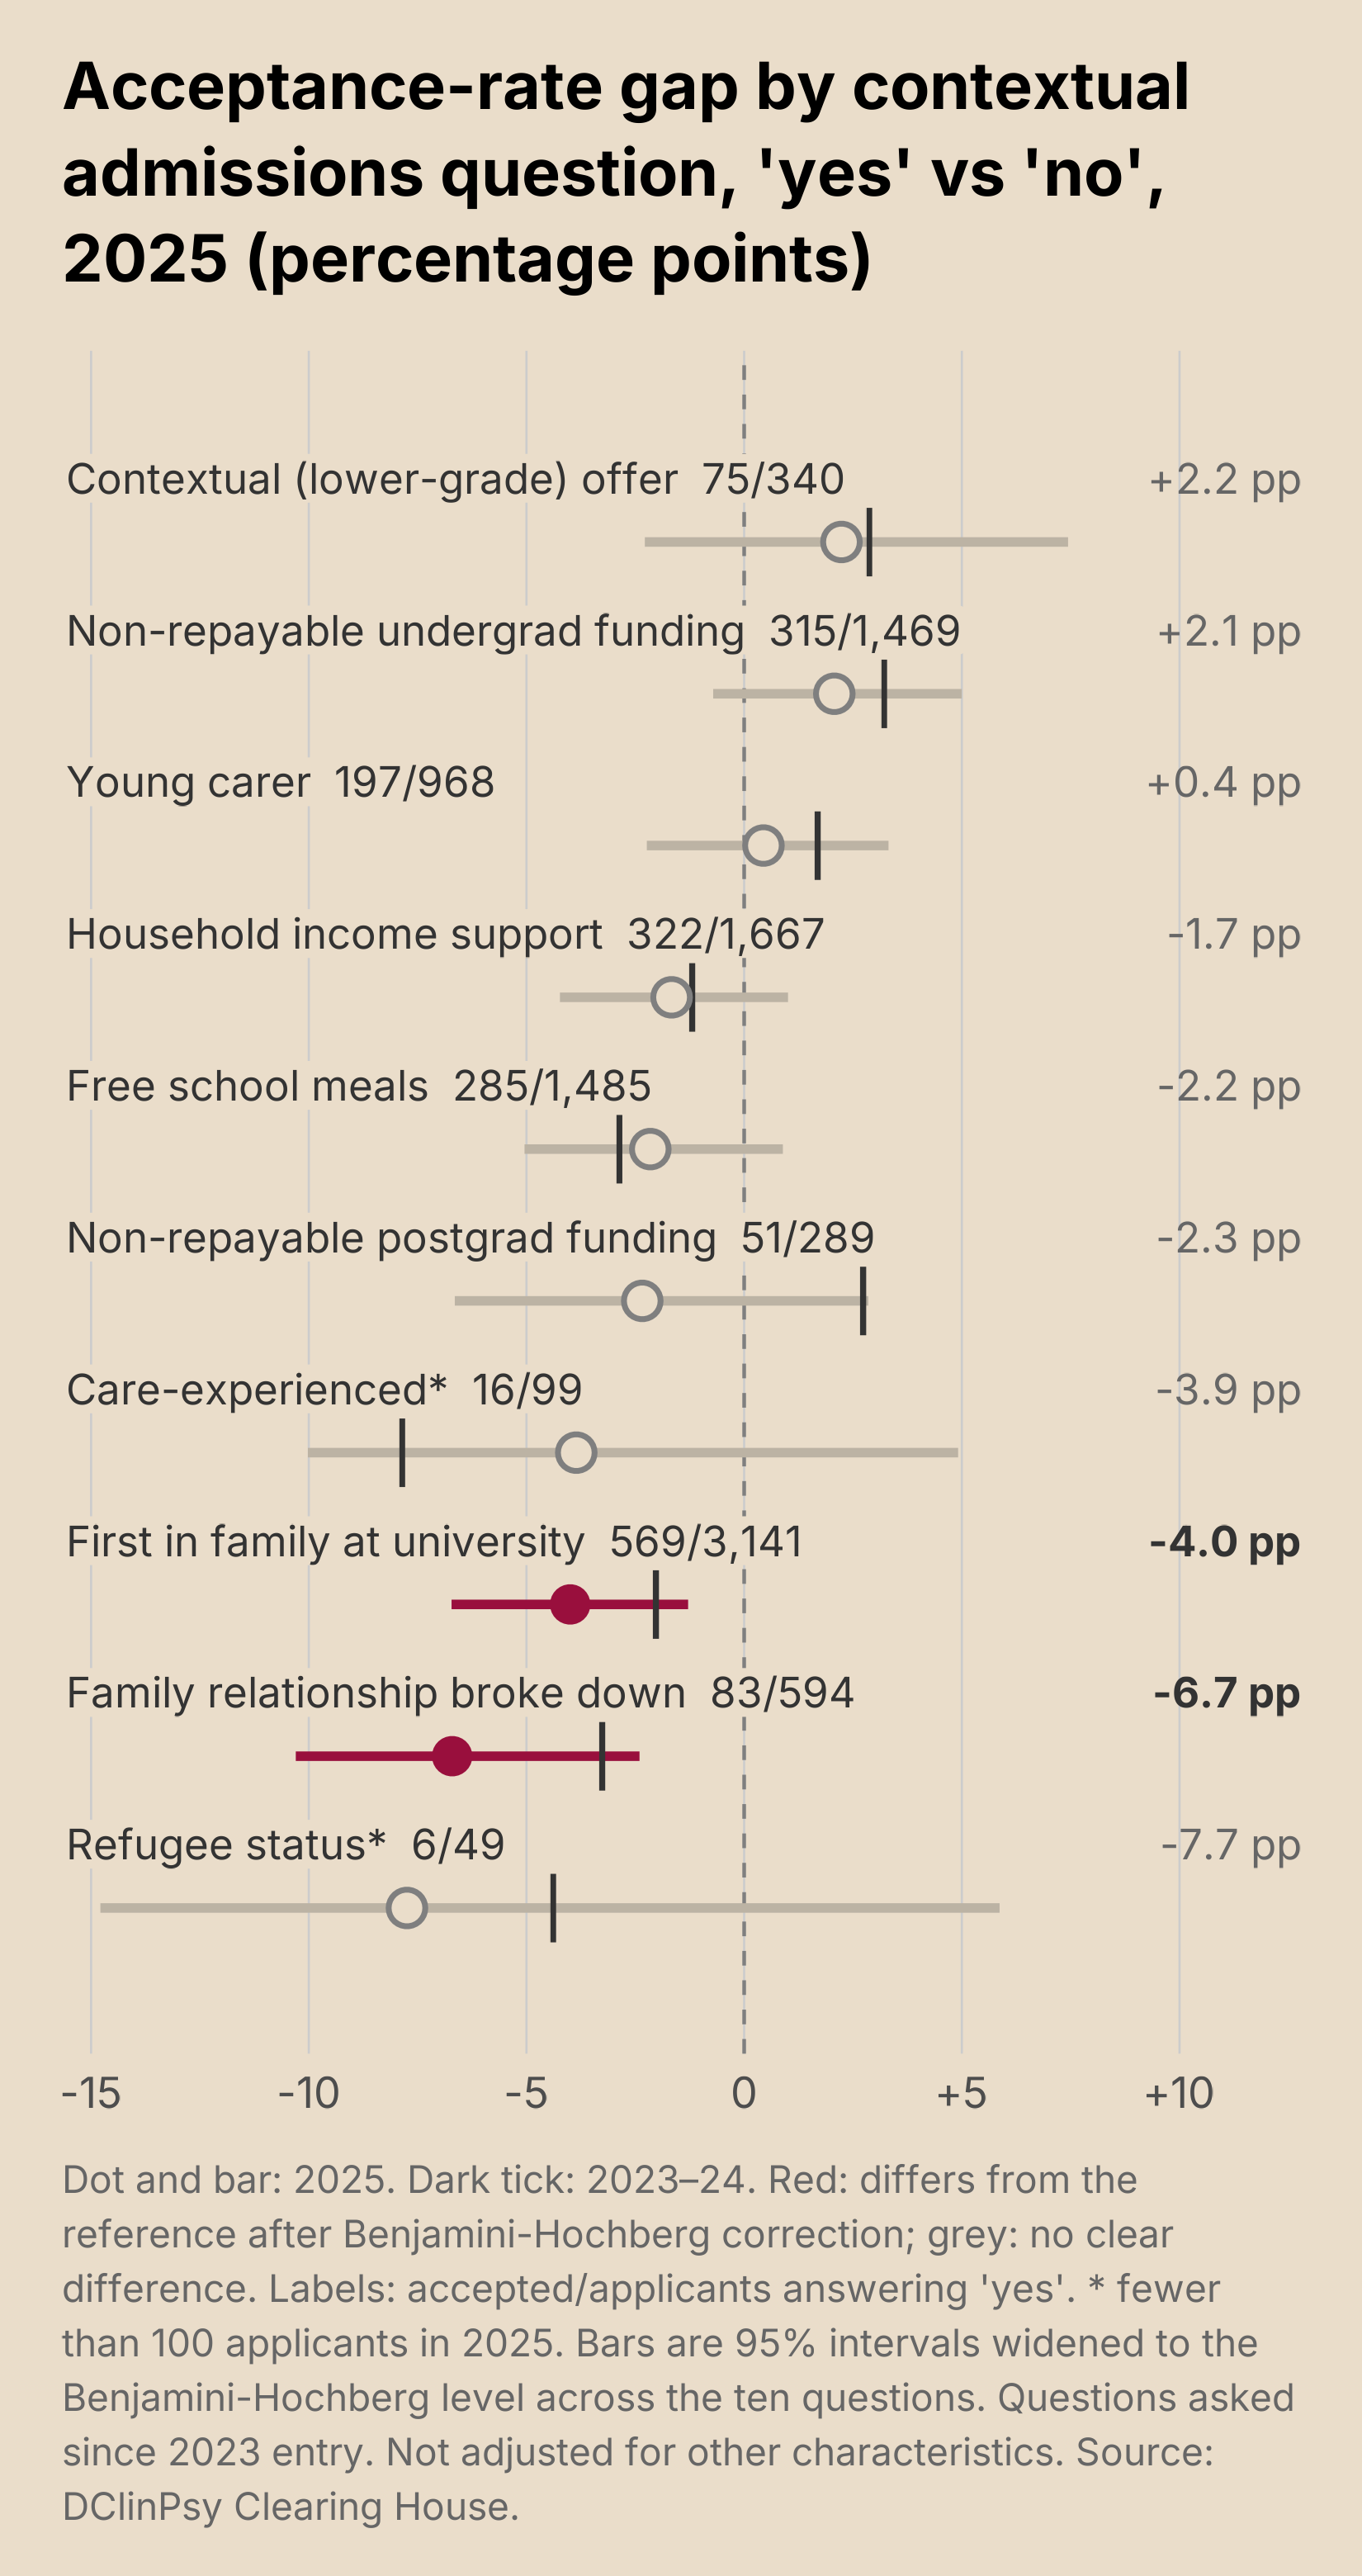 Acceptance-rate gap by contextual
admissions question, 'yes' vs 'no',
2025 (percentage points)
Contextual (lower-grade) offer 75/340 +2.2 pp
Non-repayable undergrad funding 315/1,469 +2.1 pp
Young carer 197/968 +0.4 pp
Household income support 322/1,667 -1.7 pp
Free school meals 285/1,485 -2.2 pp
Non-repayable postgrad funding 51/289 -2.3 pp
Care-experienced* 16/99 -3.9 pp
First in family at university 569/3,141 -4.0 pp
Family relationship broke down 83/594 -6.7 pp
Refugee status* 6/49 -7.7 pp
-15 -10 -5 0 +5 +10
Dot and bar: 2025. Dark tick: 2023–24. Red: differs from the
reference after Benjamini-Hochberg correction; grey: no clear
difference. Labels: accepted/applicants answering 'yes'. * fewer
than 100 applicants in 2025. Bars are 95% intervals widened to the
Benjamini-Hochberg level across the ten questions. Questions asked
since 2023 entry. Not adjusted for other characteristics. Source:
DClinPsy Clearing House.